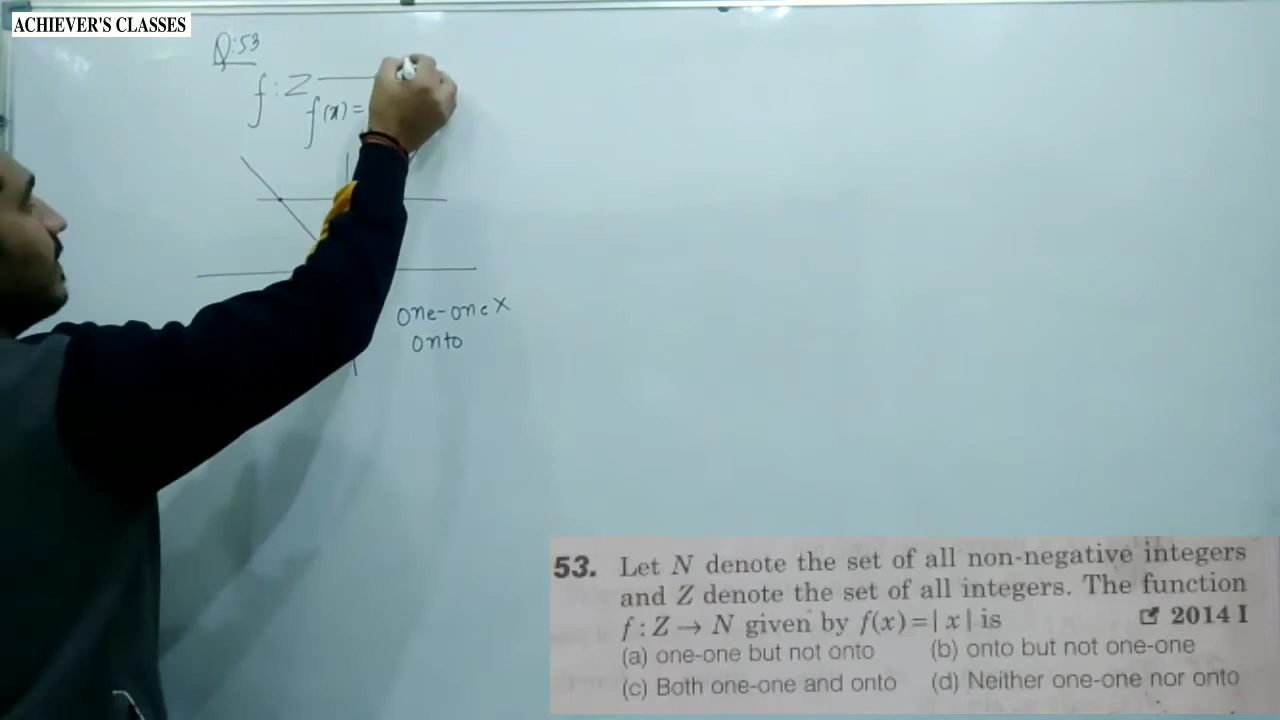 ACHIEVER'S CLASSES
Q:53
f : Z
f(x) =
one-one X
onto
53. Let N denote the set of all non-negative integers
and Z denote the set of all integers. The function
f : Z → N given by f(x) = | x | is 2014 I
(a) one-one but not onto (b) onto but not one-one
(c) Both one-one and onto (d) Neither one-one nor onto